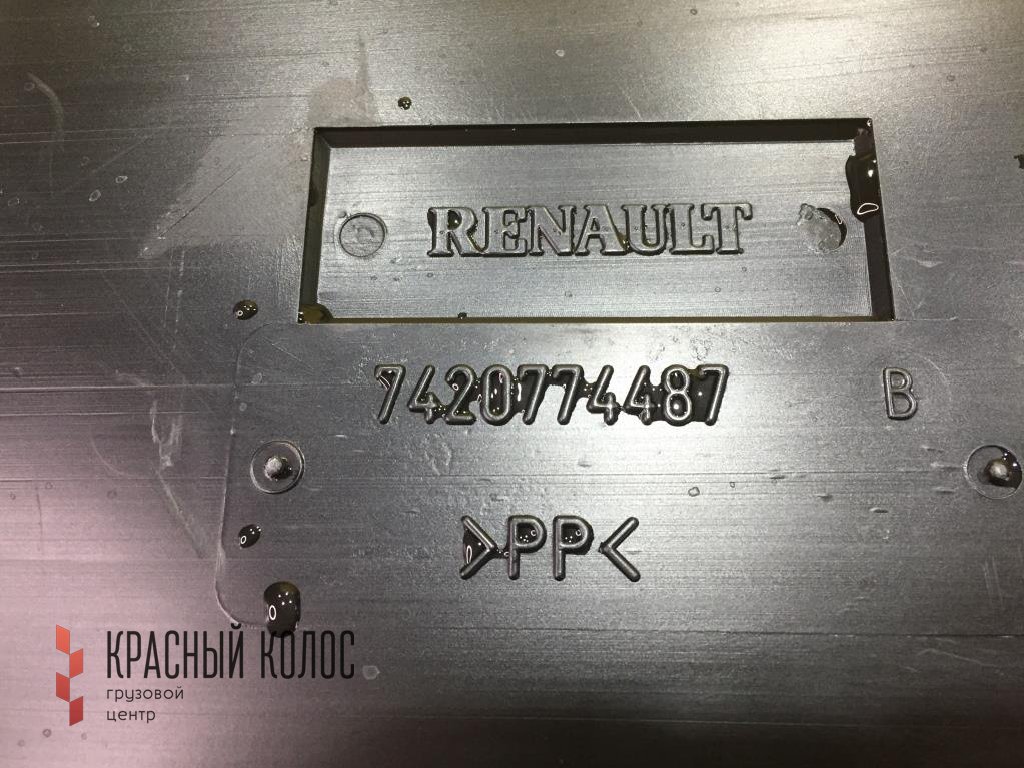 RENAULT
7420774487 B
>PP<
КРАСНЫЙ КОЛОС
грузовой
центр